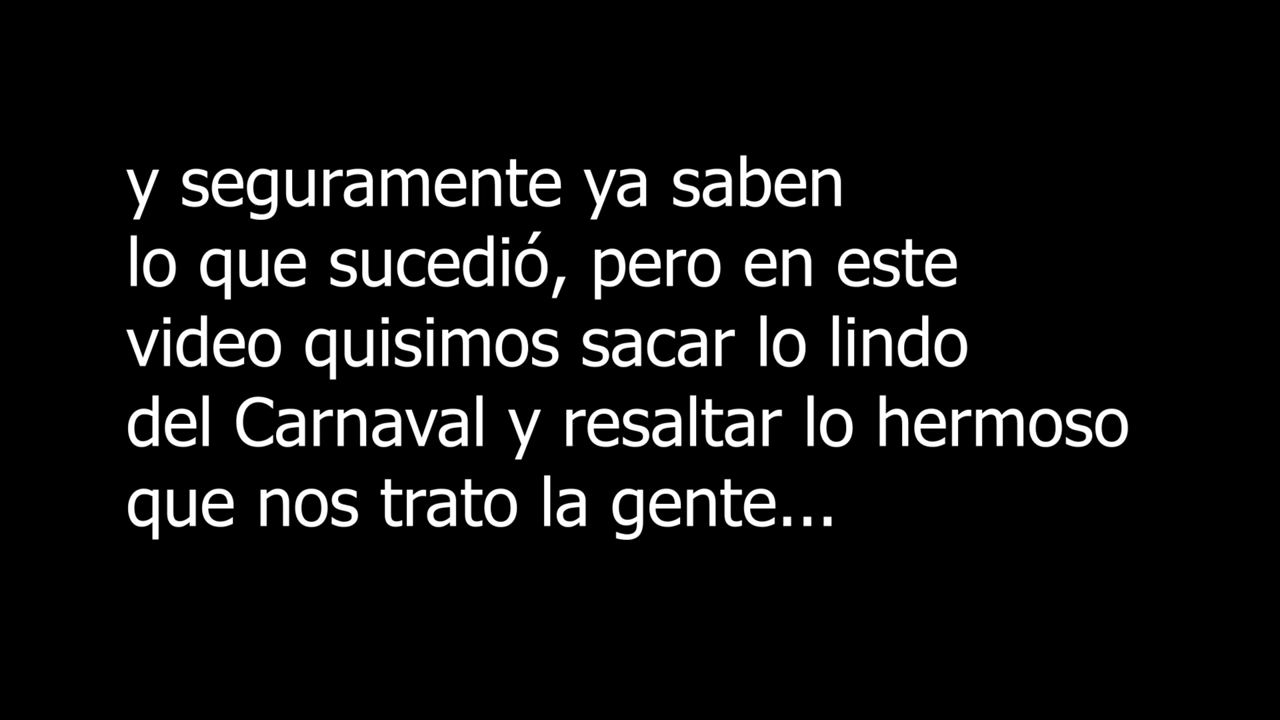 y seguramente ya saben
lo que sucedió, pero en este
video quisimos sacar lo lindo
del Carnaval y resaltar lo hermoso
que nos trato la gente...